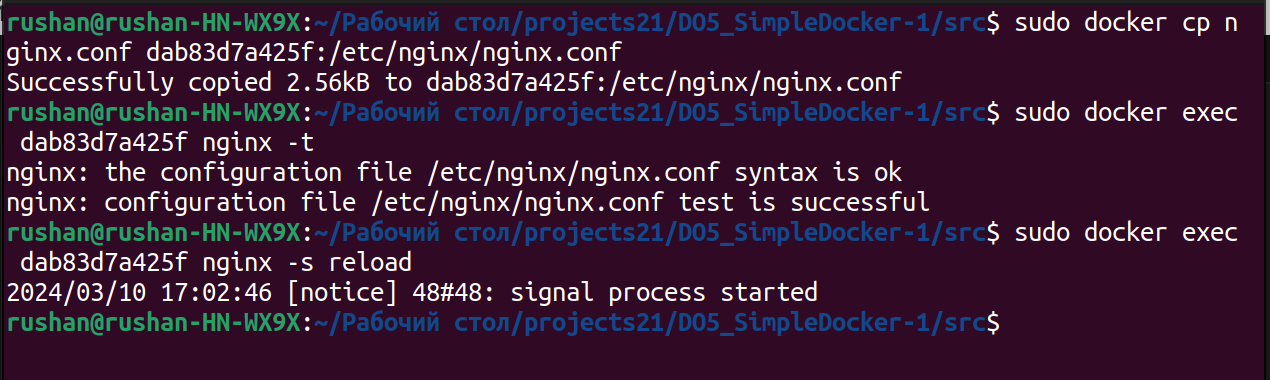 rushan@rushan-HN-WX9X:~/Рабочий стол/projects21/DO5_SimpleDocker-1/src$ sudo docker cp n
ginx.conf dab83d7a425f:/etc/nginx/nginx.conf
Successfully copied 2.56kB to dab83d7a425f:/etc/nginx/nginx.conf
rushan@rushan-HN-WX9X:~/Рабочий стол/projects21/DO5_SimpleDocker-1/src$ sudo docker exec
 dab83d7a425f nginx -t
nginx: the configuration file /etc/nginx/nginx.conf syntax is ok
nginx: configuration file /etc/nginx/nginx.conf test is successful
rushan@rushan-HN-WX9X:~/Рабочий стол/projects21/DO5_SimpleDocker-1/src$ sudo docker exec
 dab83d7a425f nginx -s reload
2024/03/10 17:02:46 [notice] 48#48: signal process started
rushan@rushan-HN-WX9X:~/Рабочий стол/projects21/DO5_SimpleDocker-1/src$